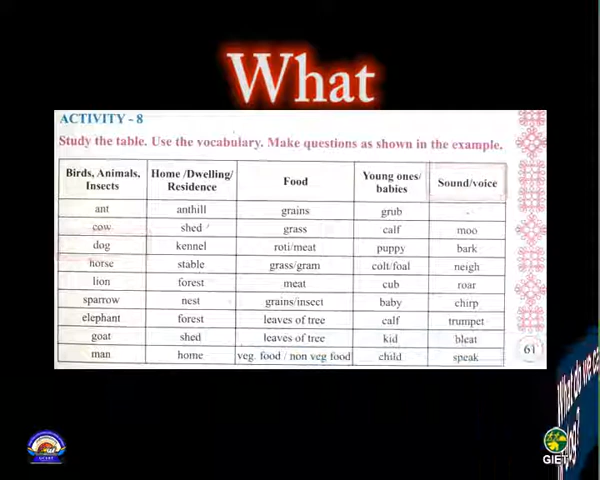 What
ACTIVITY - 8
Study the table. Use the vocabulary. Make questions as shown in the example.
Birds, Animals, Insects | Home /Dwelling/ Residence | Food | Young ones/ babies | Sound/voice
ant | anthill | grains | grub | -
cow | shed | grass | calf | moo
dog | kennel | roti/meat | puppy | bark
horse | stable | grass/gram | colt/foal | neigh
lion | forest | meat | cub | roar
sparrow | nest | grains/insect | baby | chirp
elephant | forest | leaves of tree | calf | trumpet
goat | shed | leaves of tree | kid | bleat
man | home | veg. food / non veg food | child | speak
61
What do we ca
GIET